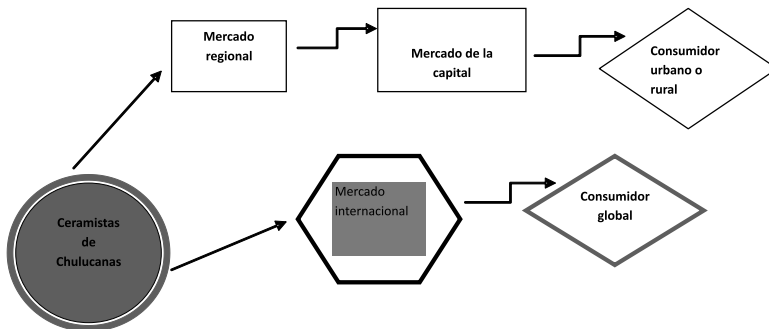 Mercado
regional
Mercado de la
capital
Consumidor
urbano o
rural
Ceramistas
de
Chulucanas
Mercado
internacional
Consumidor
global